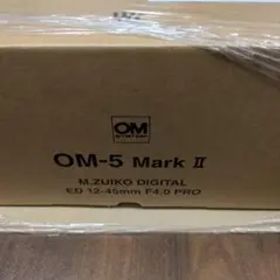 OM
SYSTEM
OM-5 Mark II
M.ZUIKO DIGITAL
ED 12-45mm F4.0 PRO